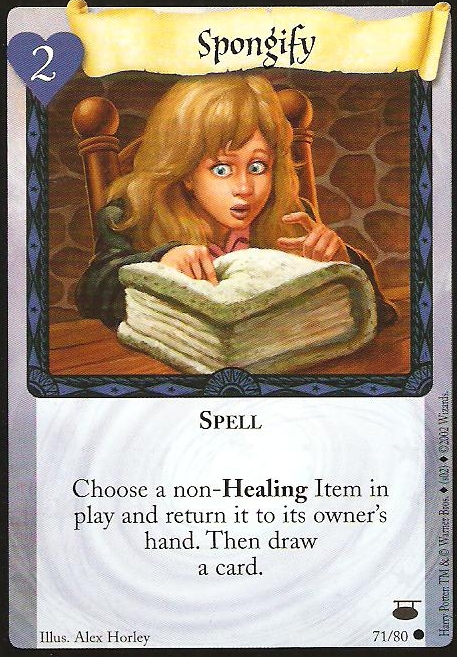 2
Spongify
SPELL
Choose a non-Healing Item in
play and return it to its owner's
hand. Then draw
a card.
Illus. Alex Horley
71/80
Harry Potter: TM & © Warner Bros. ◆ (s02) ◆ ©2002 Wizards.